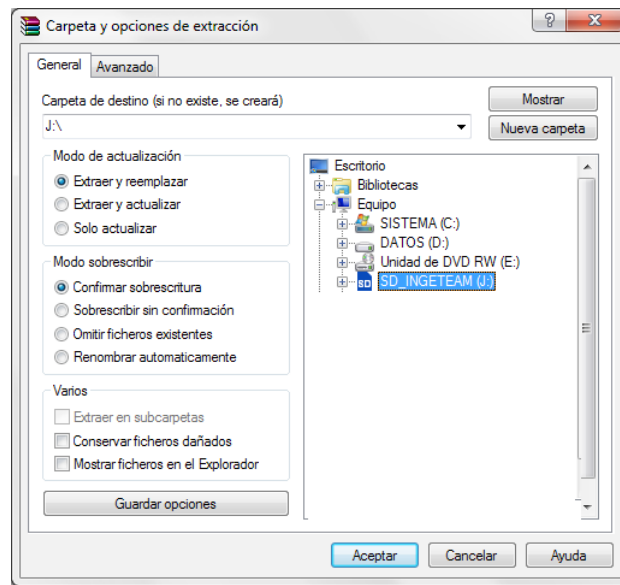 Carpeta y opciones de extracción
General
Avanzado
Carpeta de destino (si no existe, se creará)
Mostrar
J:\
Nueva carpeta
Modo de actualización
Extraer y reemplazar
Extraer y actualizar
Solo actualizar
Modo sobrescribir
Confirmar sobrescritura
Sobrescribir sin confirmación
Omitir ficheros existentes
Renombrar automaticamente
Varios
Extraer en subcarpetas
Conservar ficheros dañados
Mostrar ficheros en el Explorador
Guardar opciones
Escritorio
Bibliotecas
Equipo
SISTEMA (C:)
DATOS (D:)
Unidad de DVD RW (E:)
SD
SD_INGETEAM (J:)
Aceptar
Cancelar
Ayuda